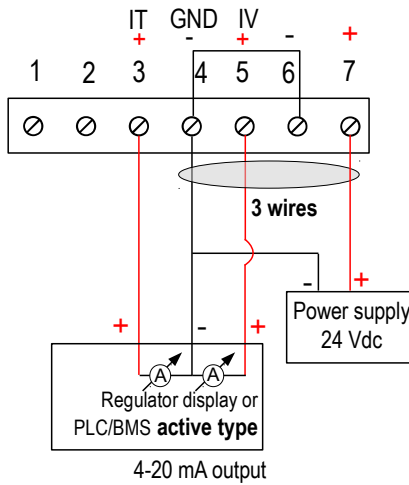 IT GND IV
+ - + - +
1 2 3 4 5 6 7
3 wires
- +
Power supply
24 Vdc
+ - +
A A
Regulator display or
PLC/BMS active type
4-20 mA output